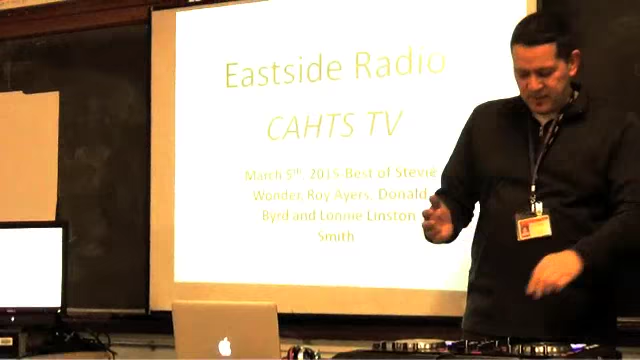 Eastside Radio
CAHTS TV
March 5th, 2015 Best of Stevie
Wonder, Roy Ayers, Donald
Byrd and Lonnie Linston
Smith